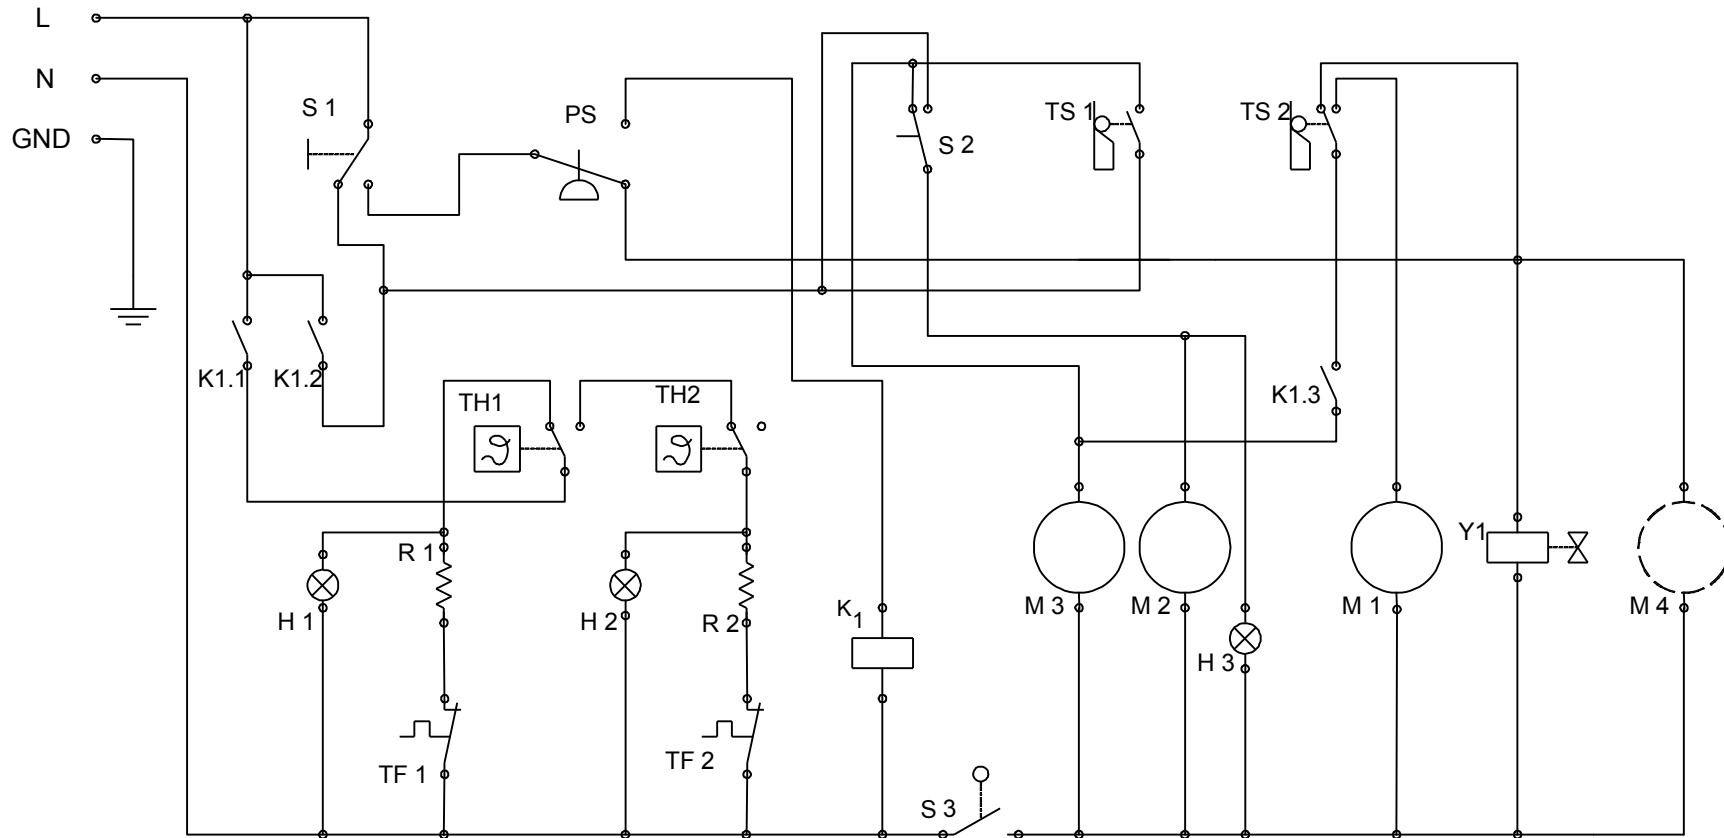 L
N
GND
S 1
PS
S 2
TS 1
TS 2
K1.1
K1.2
TH1
TH2
K1.3
H 1
R 1
H 2
R 2
K1
M 3
M 2
H 3
M 1
Y1
M 4
TF 1
TF 2
S 3